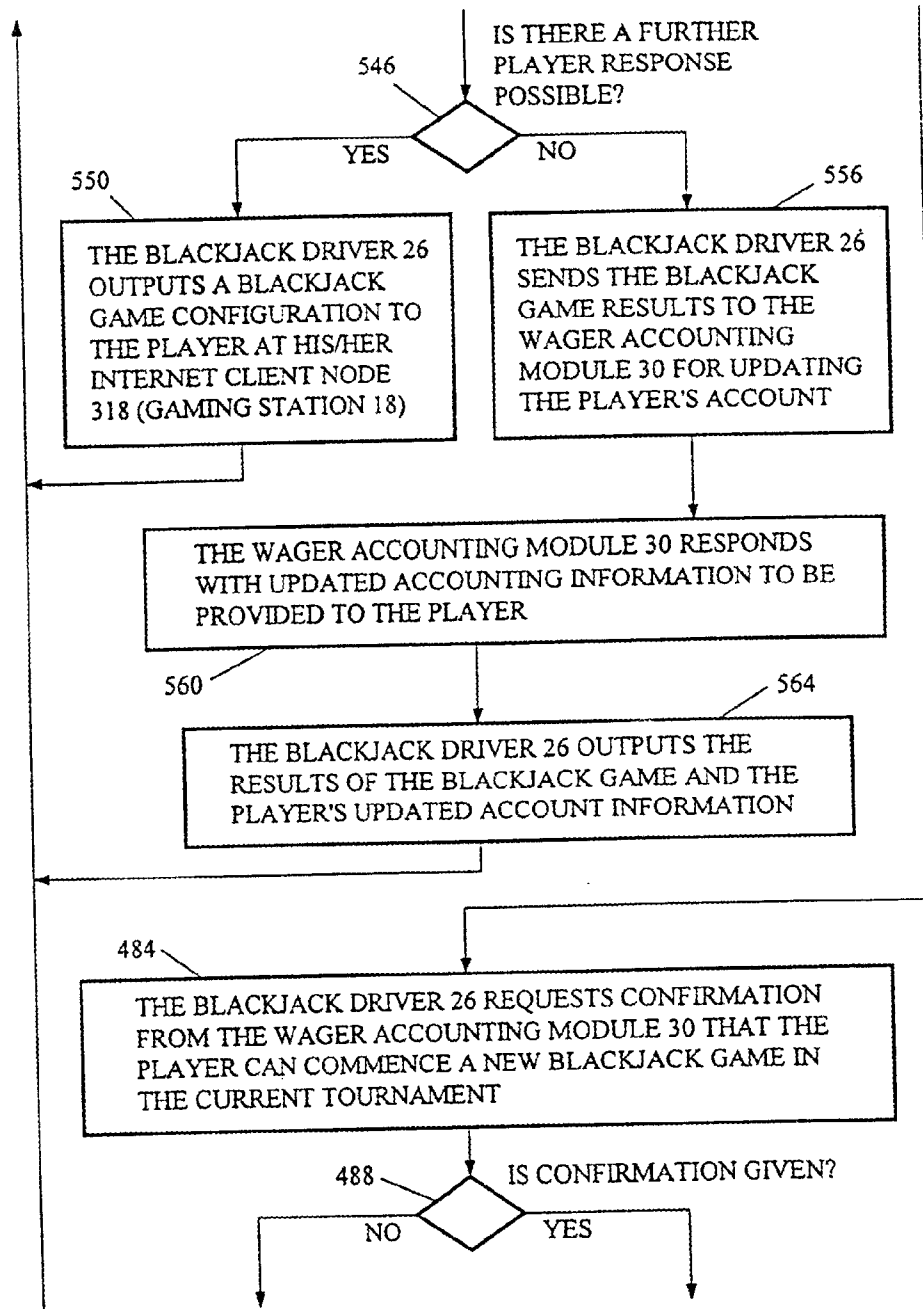 IS THERE A FURTHER
PLAYER RESPONSE
POSSIBLE?
546
YES
NO
550
556
THE BLACKJACK DRIVER 26
OUTPUTS A BLACKJACK
GAME CONFIGURATION TO
THE PLAYER AT HIS/HER
INTERNET CLIENT NODE
318 (GAMING STATION 18)
THE BLACKJACK DRIVER 26
SENDS THE BLACKJACK
GAME RESULTS TO THE
WAGER ACCOUNTING
MODULE 30 FOR UPDATING
THE PLAYER'S ACCOUNT
THE WAGER ACCOUNTING MODULE 30 RESPONDS
WITH UPDATED ACCOUNTING INFORMATION TO BE
PROVIDED TO THE PLAYER
560
564
THE BLACKJACK DRIVER 26 OUTPUTS THE
RESULTS OF THE BLACKJACK GAME AND THE
PLAYER'S UPDATED ACCOUNT INFORMATION
484
THE BLACKJACK DRIVER 26 REQUESTS CONFIRMATION
FROM THE WAGER ACCOUNTING MODULE 30 THAT THE
PLAYER CAN COMMENCE A NEW BLACKJACK GAME IN
THE CURRENT TOURNAMENT
488
IS CONFIRMATION GIVEN?
NO
YES